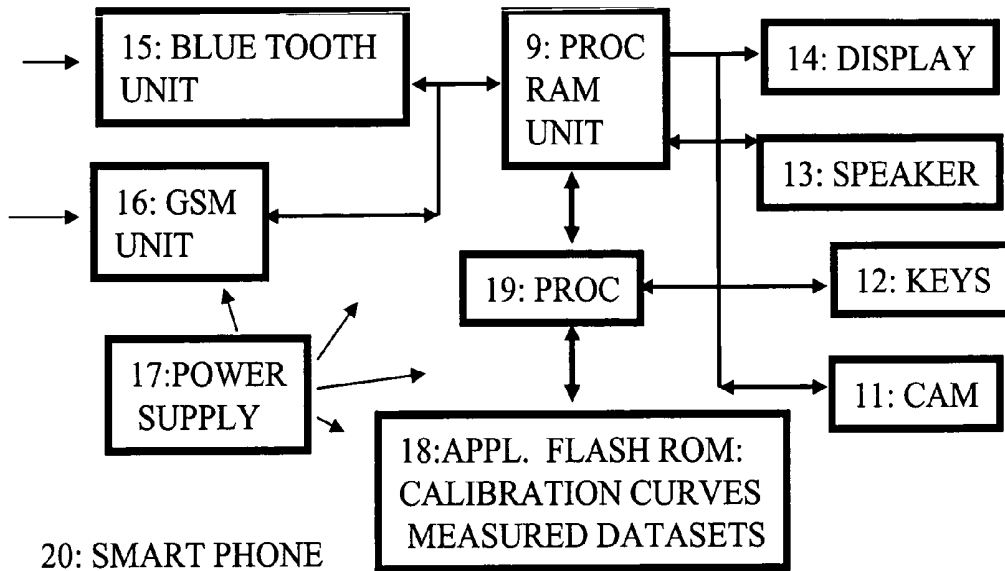 15: BLUE TOOTH
UNIT
9: PROC
RAM
UNIT
14: DISPLAY
13: SPEAKER
16: GSM
UNIT
19: PROC
12: KEYS
17:POWER
SUPPLY
11: CAM
18:APPL. FLASH ROM:
CALIBRATION CURVES
MEASURED DATASETS
20: SMART PHONE